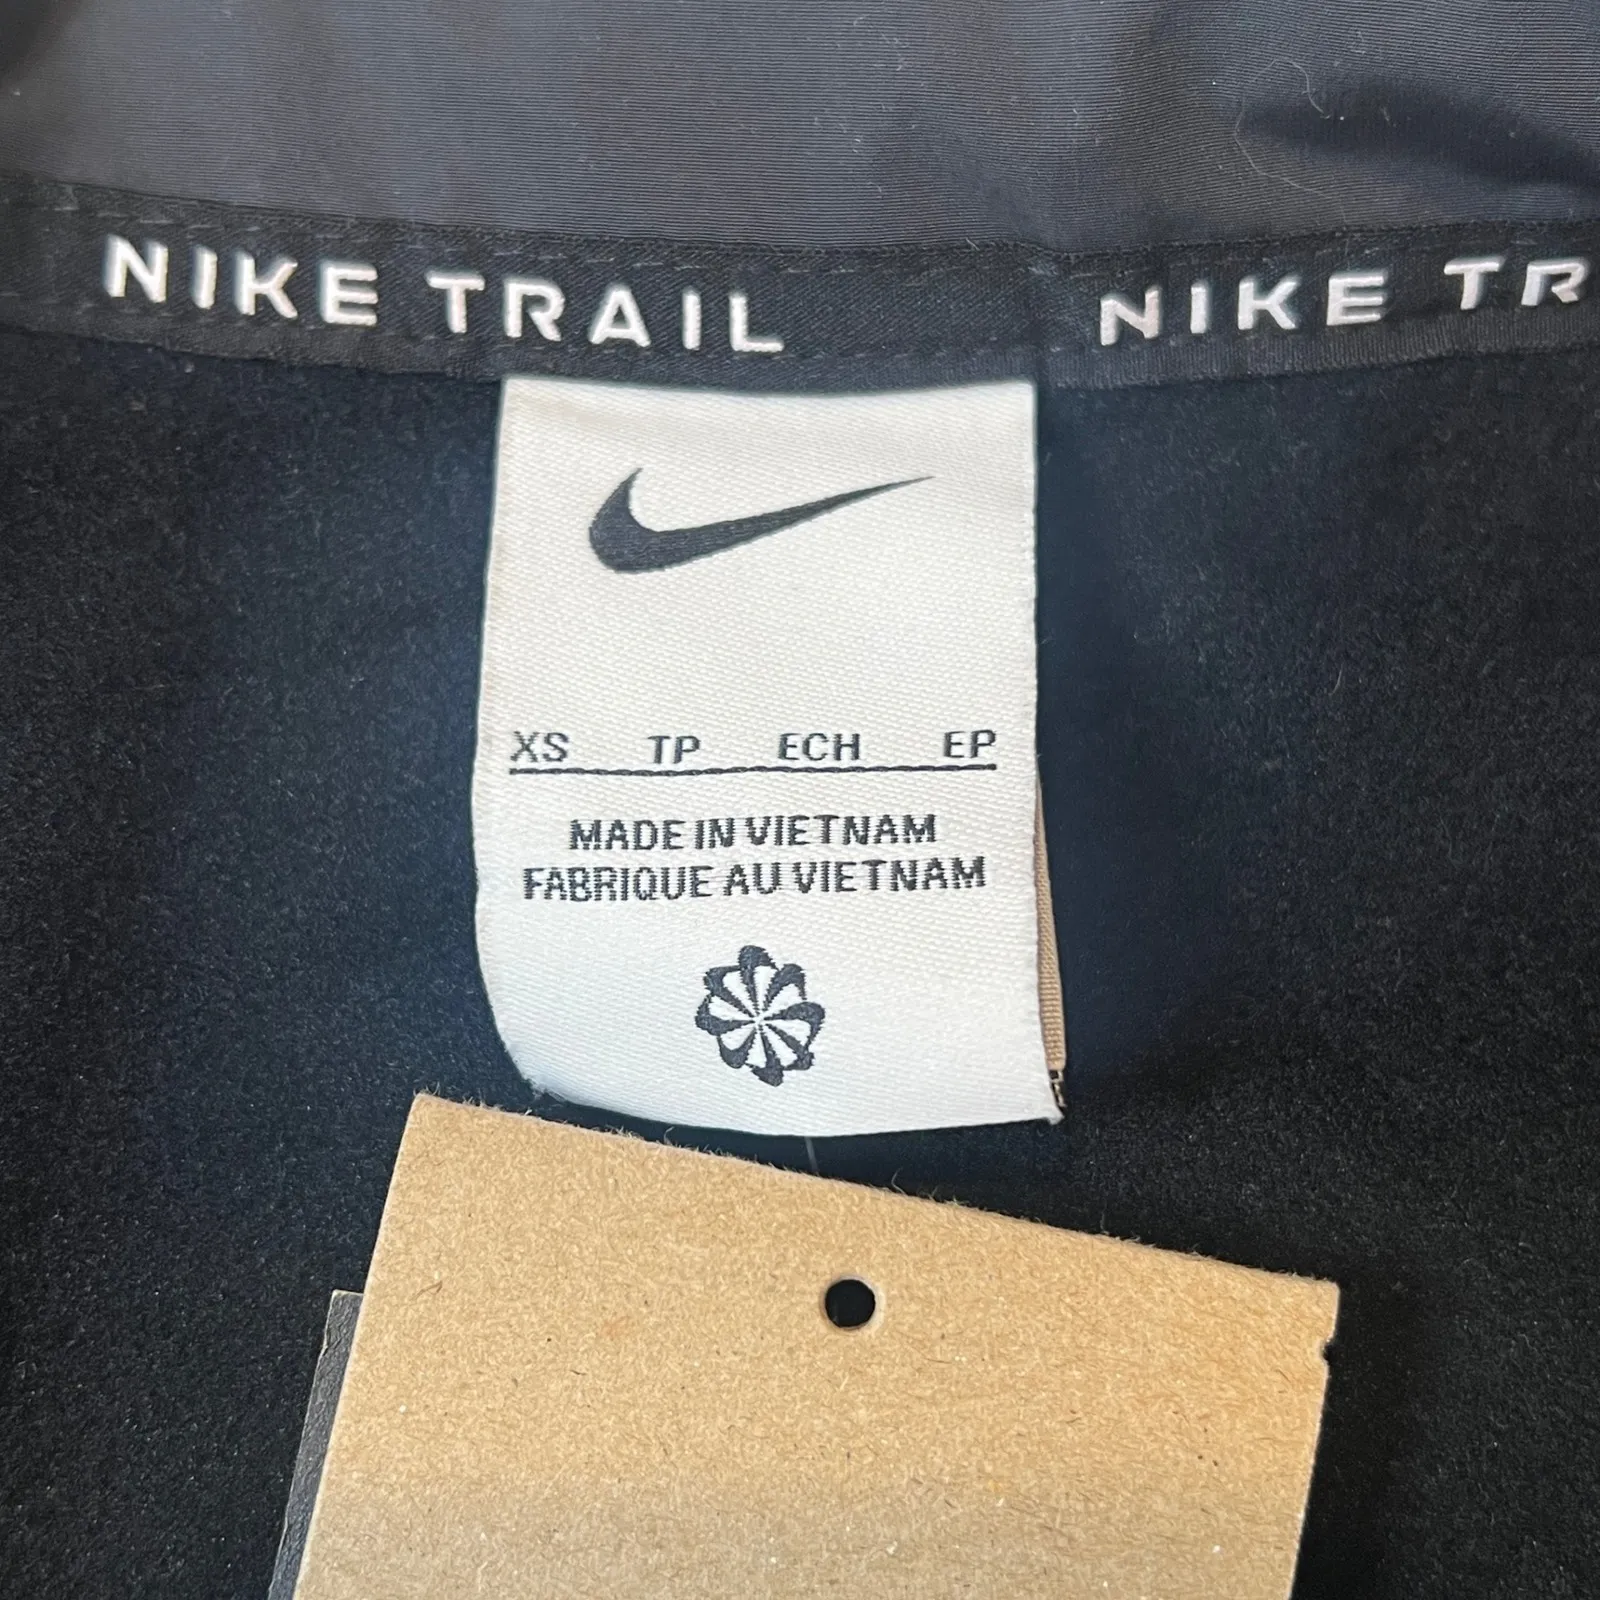 NIKE TRAIL NIKE TR
XS TP ECH EP
MADE IN VIETNAM
FABRIQUE AU VIETNAM